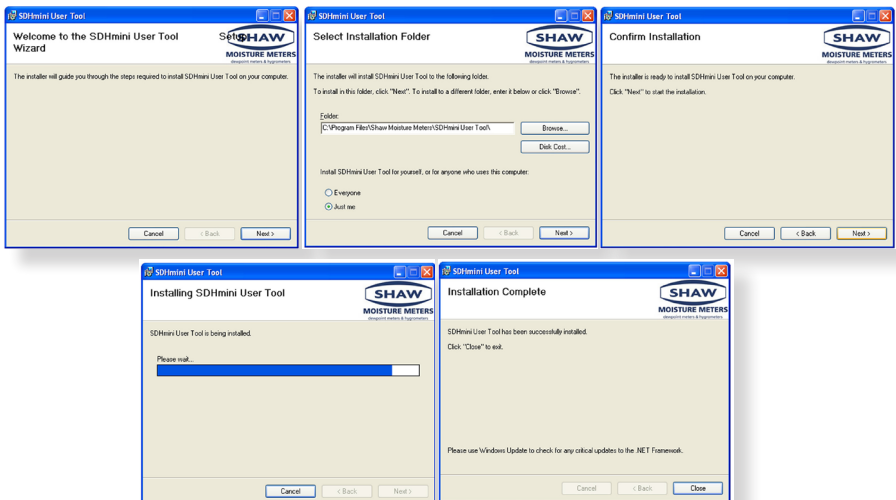 SDHmini User Tool
Welcome to the SDHmini User Tool Setup
Wizard
SHAW
MOISTURE METERS
dewpoint meters & hygrometers
The installer will guide you through the steps required to install SDHmini User Tool on your computer.
Cancel
< Back
Next >
SDHmini User Tool
Select Installation Folder
SHAW
MOISTURE METERS
dewpoint meters & hygrometers
The installer will install SDHmini User Tool to the following folder.
To install in this folder, click "Next". To install to a different folder, enter it below or click "Browse".
Folder:
C:\Program Files\Shaw Moisture Meters\SDHmini User Tool\
Browse...
Disk Cost...
Install SDHmini User Tool for yourself, or for anyone who uses this computer:
Everyone
Just me
Cancel
< Back
Next >
SDHmini User Tool
Confirm Installation
SHAW
MOISTURE METERS
dewpoint meters & hygrometers
The installer is ready to install SDHmini User Tool on your computer.
Click "Next" to start the installation.
Cancel
< Back
Next >
SDHmini User Tool
Installing SDHmini User Tool
SHAW
MOISTURE METERS
dewpoint meters & hygrometers
SDHmini User Tool is being installed.
Please wait...
Cancel
< Back
Next >
SDHmini User Tool
Installation Complete
SHAW
MOISTURE METERS
dewpoint meters & hygrometers
SDHmini User Tool has been successfully installed.
Click "Close" to exit.
Please use Windows Update to check for any critical updates to the .NET Framework.
Cancel
< Back
Close